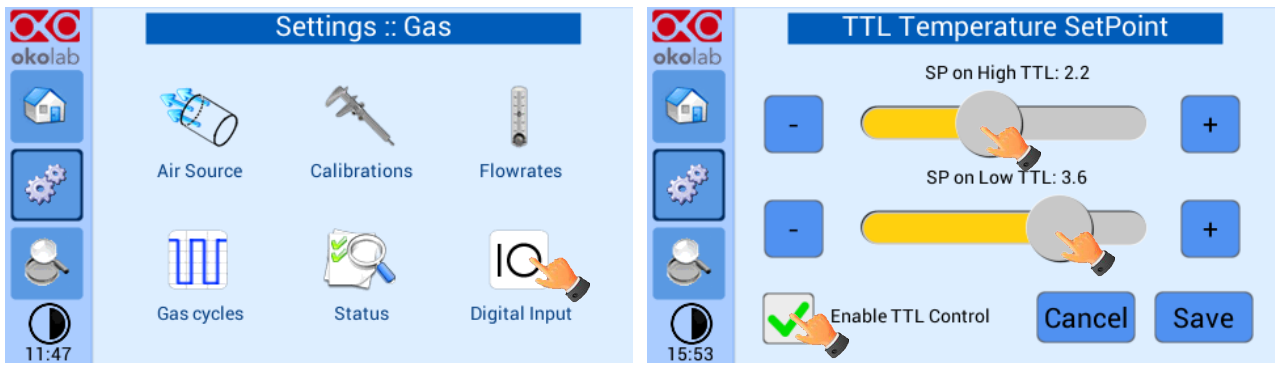 Settings :: Gas
okolab
Air Source
Calibrations
Flowrates
Gas cycles
Status
IO
Digital Input
11:47
TTL Temperature SetPoint
okolab
SP on High TTL: 2.2
-
+
SP on Low TTL: 3.6
-
+
Enable TTL Control
Cancel
Save
15:53